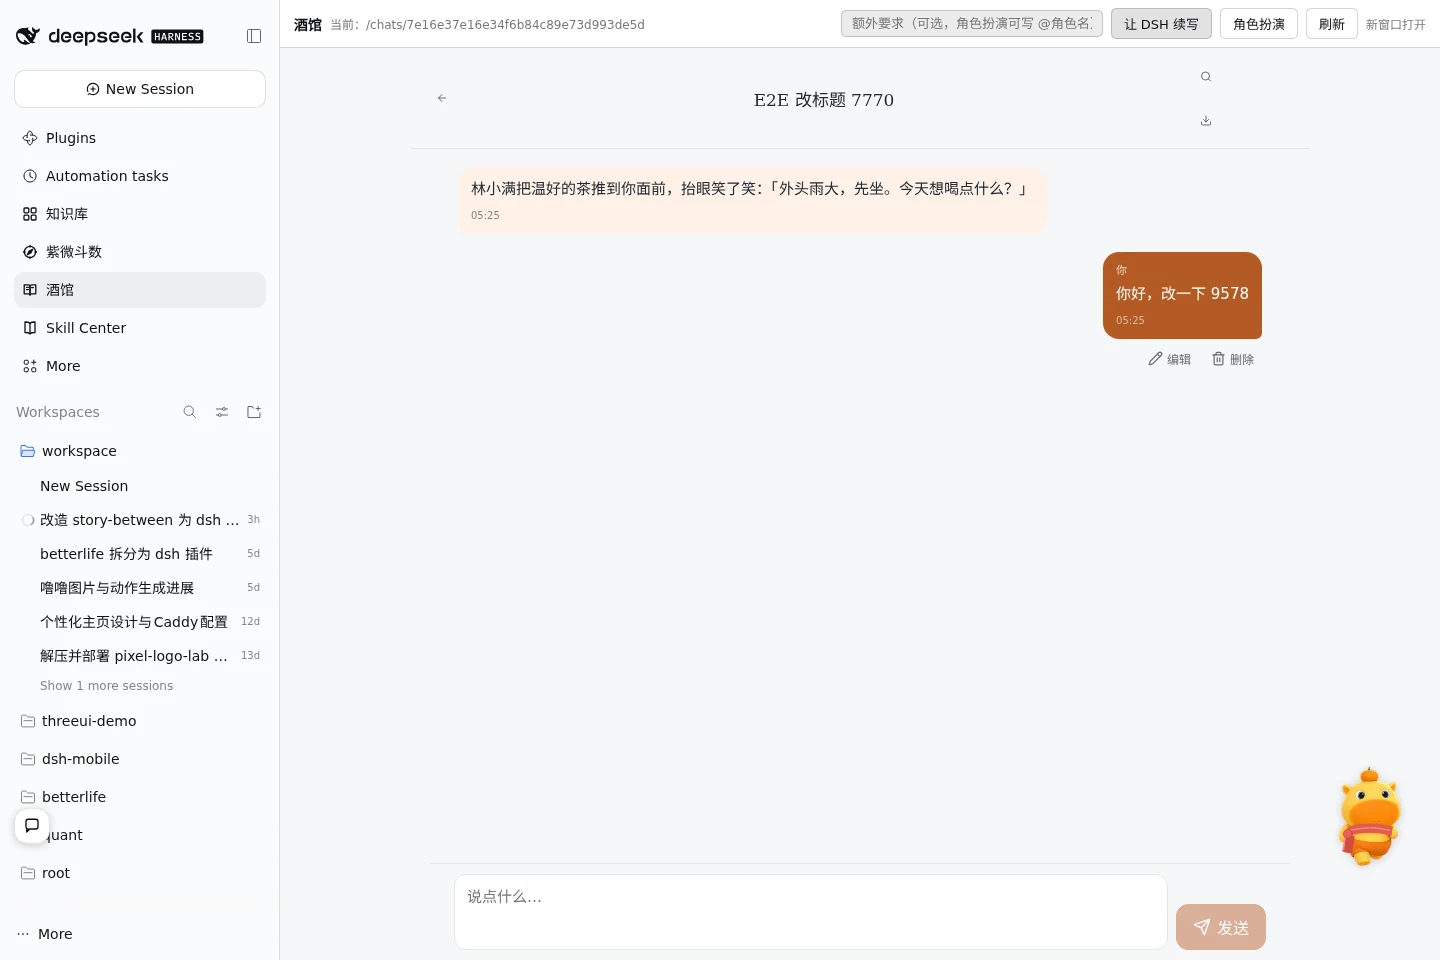 deepseek HARNESS
New Session
Plugins
Automation tasks
知识库
紫微斗数
酒馆
Skill Center
More
Workspaces
workspace
New Session
改造 story-between 为 dsh ... 3h
betterlife 拆分为 dsh 插件 5d
噜噜图片与动作生成进展 5d
个性化主页设计与Caddy配置 12d
解压并部署 pixel-logo-lab ... 13d
Show 1 more sessions
threeui-demo
dsh-mobile
betterlife
quant
root
··· More
酒馆 当前：/chats/7e16e37e16e34f6b84c89e73d993de5d
额外要求（可选，角色扮演可写 @角色名）
让 DSH 续写
角色扮演
刷新
新窗口打开
E2E 改标题 7770
林小满把温好的茶推到你面前，抬眼笑了笑：「外头雨大，先坐。今天想喝点什么？」
05:25
你
你好，改一下 9578
05:25
编辑 删除
说点什么...
发送